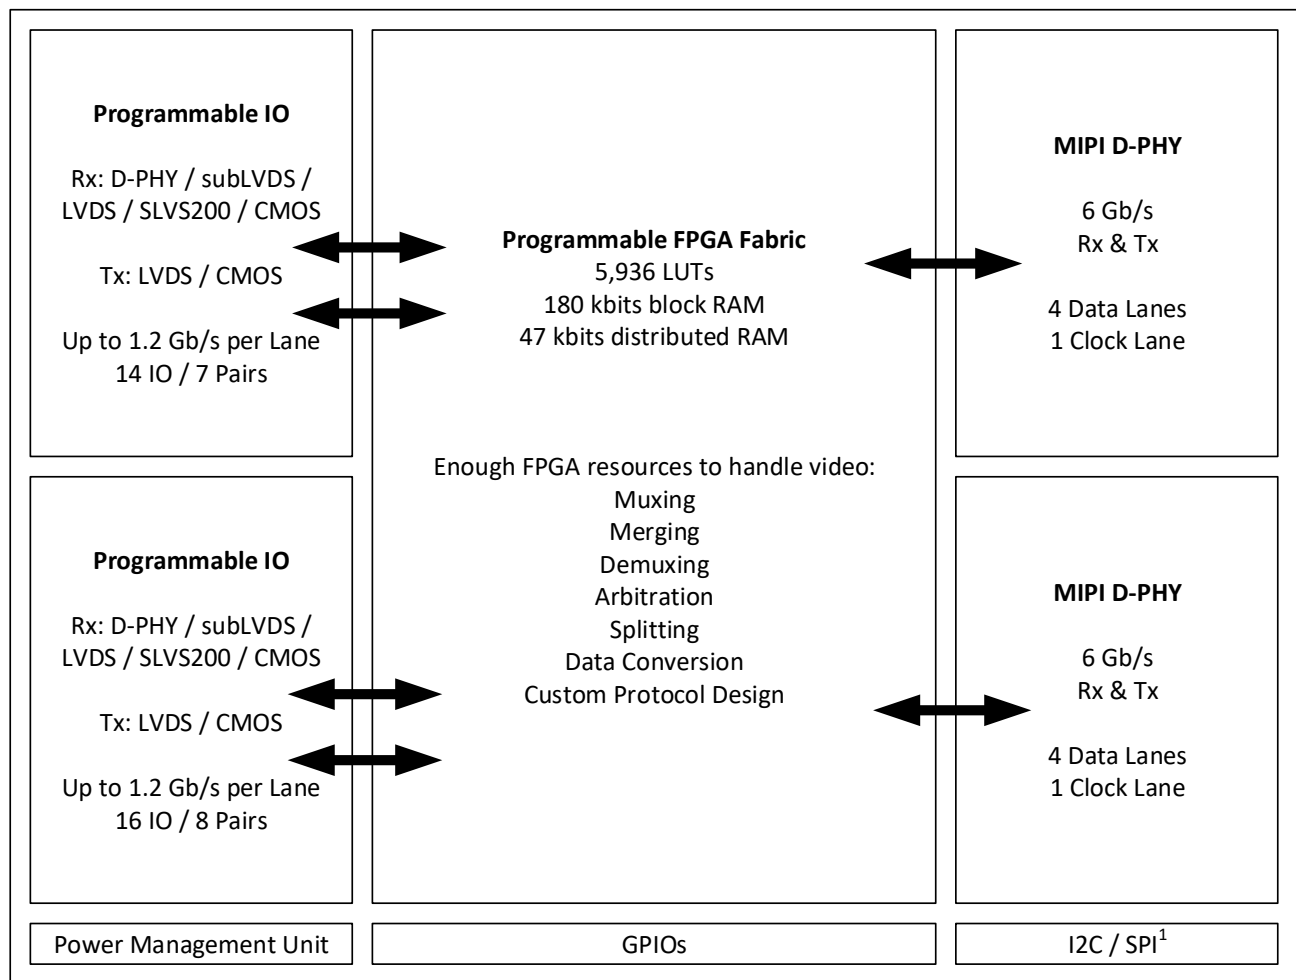 Programmable IO
Rx: D-PHY / subLVDS /
LVDS / SLVS200 / CMOS
Tx: LVDS / CMOS
Up to 1.2 Gb/s per Lane
14 IO / 7 Pairs
Programmable FPGA Fabric
5,936 LUTs
180 kbits block RAM
47 kbits distributed RAM
Enough FPGA resources to handle video:
Muxing
Merging
Demuxing
Arbitration
Splitting
Data Conversion
Custom Protocol Design
MIPI D-PHY
6 Gb/s
Rx & Tx
4 Data Lanes
1 Clock Lane
Programmable IO
Rx: D-PHY / subLVDS /
LVDS / SLVS200 / CMOS
Tx: LVDS / CMOS
Up to 1.2 Gb/s per Lane
16 IO / 8 Pairs
MIPI D-PHY
6 Gb/s
Rx & Tx
4 Data Lanes
1 Clock Lane
Power Management Unit
GPIOs
I2C / SPI¹